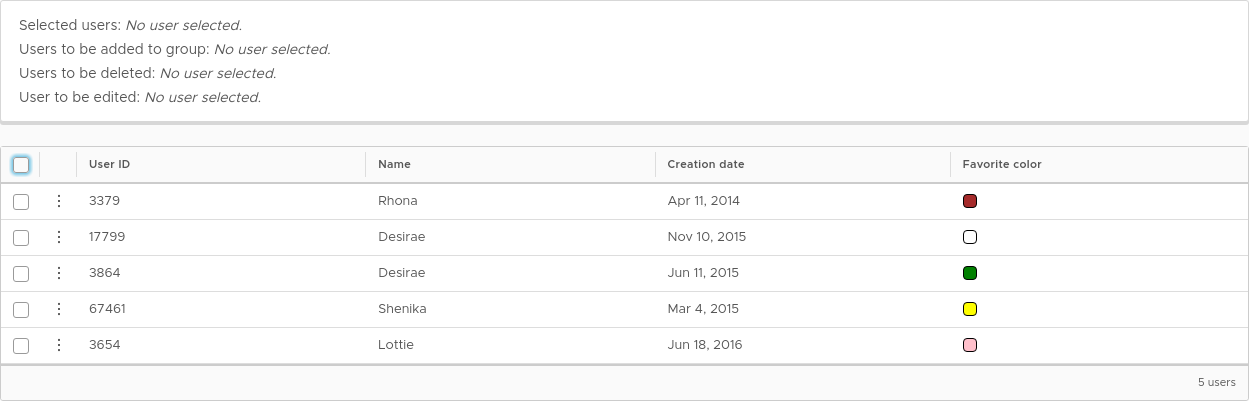 Selected users: No user selected.
Users to be added to group: No user selected.
Users to be deleted: No user selected.
User to be edited: No user selected.
User ID Name Creation date Favorite color
3379 Rhona Apr 11, 2014
17799 Desirae Nov 10, 2015
3864 Desirae Jun 11, 2015
67461 Shenika Mar 4, 2015
3654 Lottie Jun 18, 2016
5 users